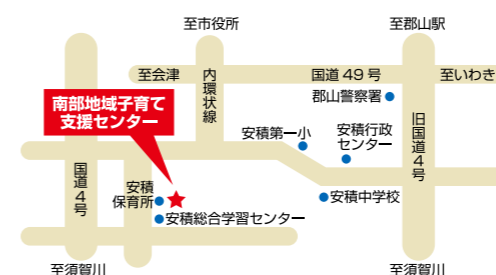 至市役所
至郡山駅
至会津
内環状線
国道49号
至いわき
郡山警察署
南部地域子育て
支援センター
安積第一小
安積行政
センター
旧国道4号
国道4号
安積
保育所
安積中学校
安積総合学習センター
至須賀川
至須賀川